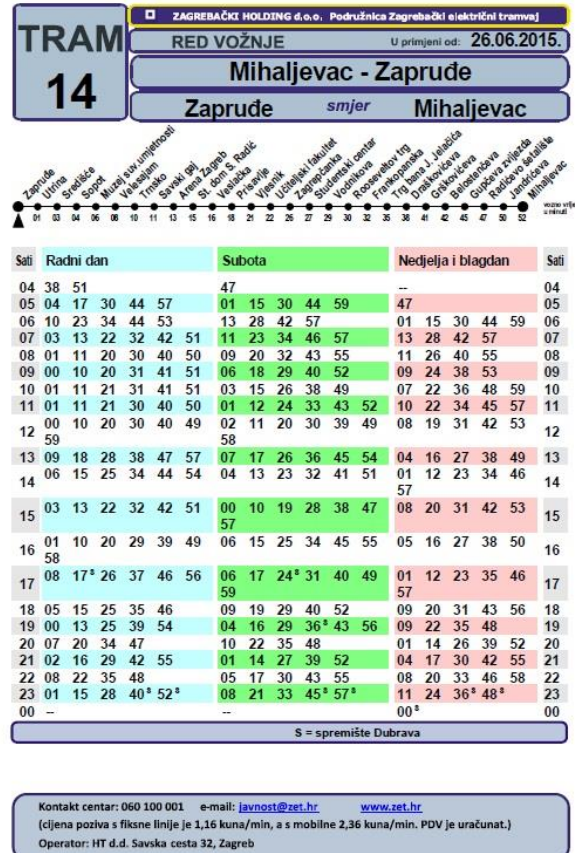 TRAM
14
ZAGREBAČKI HOLDING d.o.o. Podružnica Zagrebački električni tramvaj
RED VOŽNJE U primjeni od: 26.06.2015.
Mihaljevac - Zapruđe
Zapruđe smjer Mihaljevac
Zapruđe
Utrina
Središće
Sopot
Muzej suv.umjetnosti
Velesajam
Trnsko
Savski gaj
Arena Zagreb
St. dom S. Radić
Veslačka
Prisavlje
Vjesnik
Učiteljski fakultet
Zagrepčanka
Studentski centar
Vodnikova
Rooseveltov trg
Frankopanska
Trg bana J. Jelačića
Draškovićeva
Grškovićeva
Belostenčeva
Gupčeva zvijezda
Radićevo šetalište
Jandrićeva
Mihaljevac
01 03 04 06 08 10 11 13 15 16 18 21 22 26 27 29 30 32 35 38 41 42 45 47 50 52
u minuti
Sati Radni dan Subota Nedjelja i blagdan Sati
04 38 51 47 -- 04
05 04 17 30 44 57 01 15 30 44 59 47 05
06 10 23 34 44 53 13 28 42 57 01 15 30 44 59 06
07 03 13 22 32 42 51 11 23 34 46 57 13 28 42 57 07
08 01 11 20 30 40 50 09 20 32 43 55 11 26 40 55 08
09 00 10 20 31 41 51 06 18 29 40 52 09 24 38 53 09
10 01 11 21 31 41 51 03 15 26 38 49 07 22 36 48 59 10
11 01 11 21 30 40 50 01 12 24 33 43 52 10 22 34 45 57 11
12 00 10 20 30 40 49 02 11 20 30 39 49 08 19 31 42 53 12
59 58
13 09 18 28 38 47 57 07 17 26 36 45 54 04 16 27 38 49 13
14 06 15 25 34 44 54 04 13 23 32 41 51 01 12 23 34 46 14
57
15 03 13 22 32 42 51 00 10 19 28 38 47 08 20 31 42 53 15
57
16 01 10 20 29 39 49 06 15 25 34 45 55 05 16 27 38 50 16
58
17 08 17ˢ 26 37 46 56 06 17 24ˢ 31 40 49 01 12 23 35 46 17
59 57
18 05 15 25 35 46 09 19 29 40 52 09 20 31 43 56 18
19 00 13 25 39 54 04 16 29 36ˢ 43 56 09 22 35 48 19
20 07 20 34 47 10 22 35 48 01 14 26 39 52 20
21 02 16 29 42 55 01 14 27 39 52 04 17 30 42 55 21
22 08 22 35 48 05 17 30 43 55 08 20 33 46 58 22
23 01 15 28 40ˢ 52ˢ 08 21 33 45ˢ 57ˢ 11 24 36ˢ 48ˢ 23
00 -- -- 00ˢ 00
S = spremište Dubrava
Kontakt centar: 060 100 001 e-mail: javnost@zet.hr www.zet.hr
(cijena poziva s fiksne linije je 1,16 kuna/min, a s mobilne 2,36 kuna/min. PDV je uračunat.)
Operator: HT d.d. Savska cesta 32, Zagreb